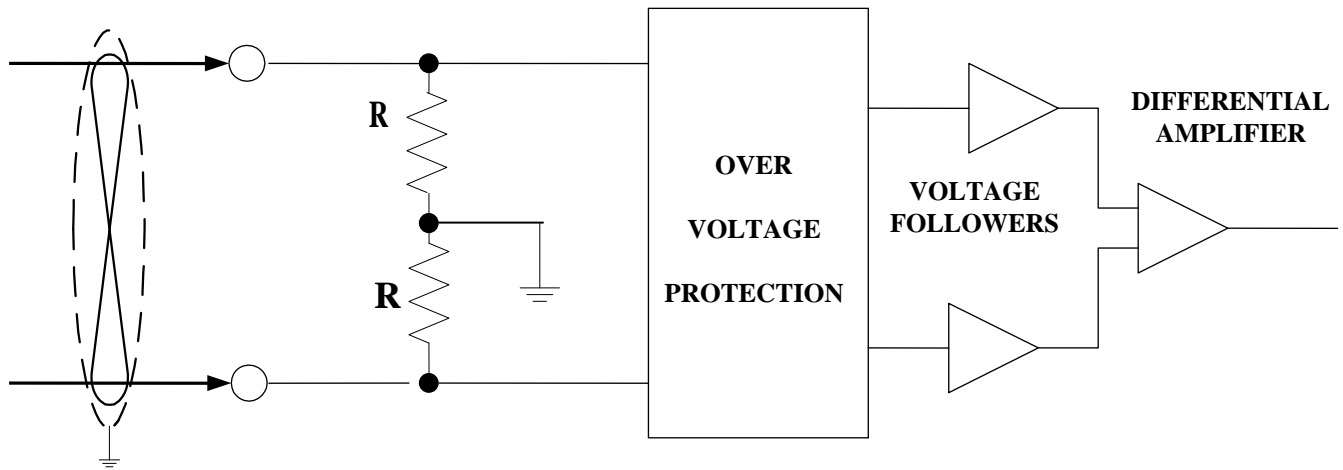 R
R
OVER
VOLTAGE
PROTECTION
VOLTAGE
FOLLOWERS
DIFFERENTIAL
AMPLIFIER